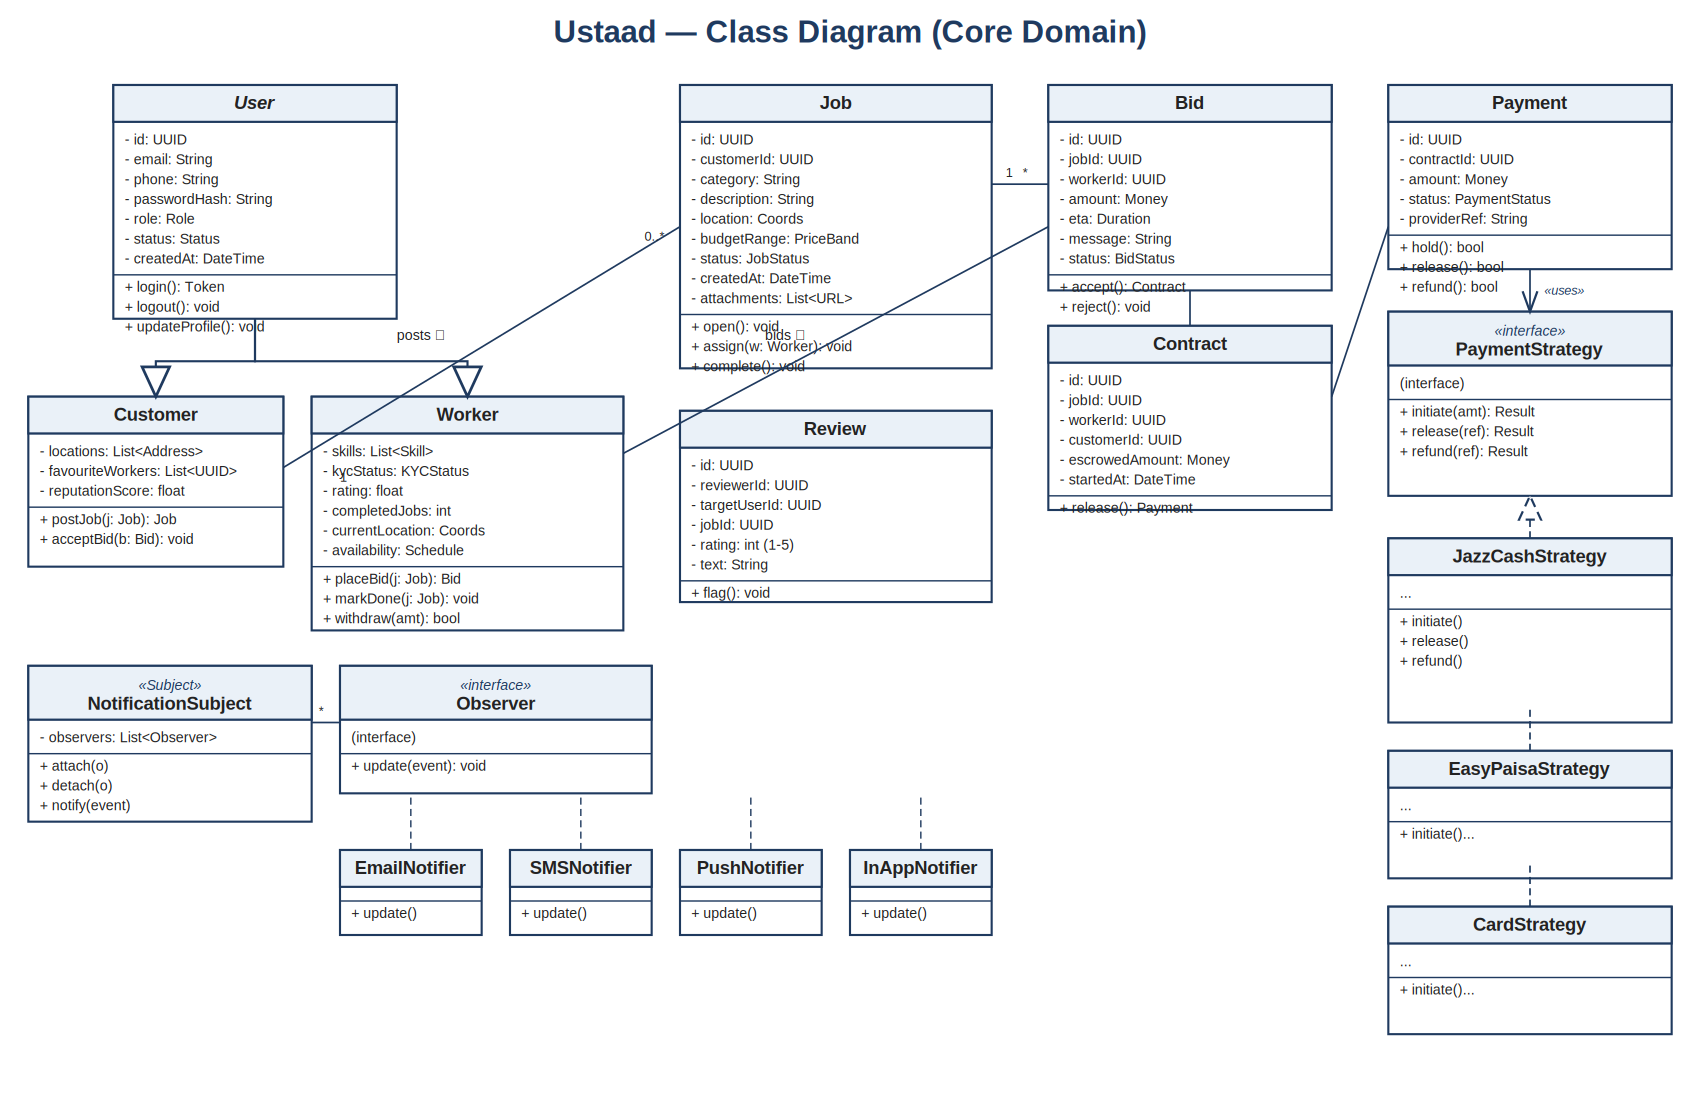 Ustaad — Class Diagram (Core Domain)
User
- id: UUID
- email: String
- phone: String
- passwordHash: String
- role: Role
- status: Status
- createdAt: DateTime
+ login(): Token
+ logout(): void
+ updateProfile(): void
Job
- id: UUID
- customerId: UUID
- category: String
- description: String
- location: Coords
- budgetRange: PriceBand
- status: JobStatus
- createdAt: DateTime
- attachments: List<URL>
+ open(): void
+ assign(w: Worker): void
+ complete(): void
1 *
Bid
- id: UUID
- jobId: UUID
- workerId: UUID
- amount: Money
- eta: Duration
- message: String
- status: BidStatus
+ accept(): Contract
+ reject(): void
Payment
- id: UUID
- contractId: UUID
- amount: Money
- status: PaymentStatus
- providerRef: String
+ hold(): bool
+ release(): bool
+ refund(): bool
«uses»
0..*
posts
bids
1
Customer
- locations: List<Address>
- favouriteWorkers: List<UUID>
- reputationScore: float
+ postJob(j: Job): Job
+ acceptBid(b: Bid): void
Worker
- skills: List<Skill>
- kycStatus: KYCStatus
- rating: float
- completedJobs: int
- currentLocation: Coords
- availability: Schedule
+ placeBid(j: Job): Bid
+ markDone(j: Job): void
+ withdraw(amt): bool
Review
- id: UUID
- reviewerId: UUID
- targetUserId: UUID
- jobId: UUID
- rating: int (1-5)
- text: String
+ flag(): void
Contract
- id: UUID
- jobId: UUID
- workerId: UUID
- customerId: UUID
- escrowedAmount: Money
- startedAt: DateTime
+ release(): Payment
«interface»
PaymentStrategy
(interface)
+ initiate(amt): Result
+ release(ref): Result
+ refund(ref): Result
JazzCashStrategy
...
+ initiate()
+ release()
+ refund()
EasyPaisaStrategy
...
+ initiate()...
CardStrategy
...
+ initiate()...
«Subject»
NotificationSubject
- observers: List<Observer>
+ attach(o)
+ detach(o)
+ notify(event)
*
«interface»
Observer
(interface)
+ update(event): void
EmailNotifier
+ update()
SMSNotifier
+ update()
PushNotifier
+ update()
InAppNotifier
+ update()